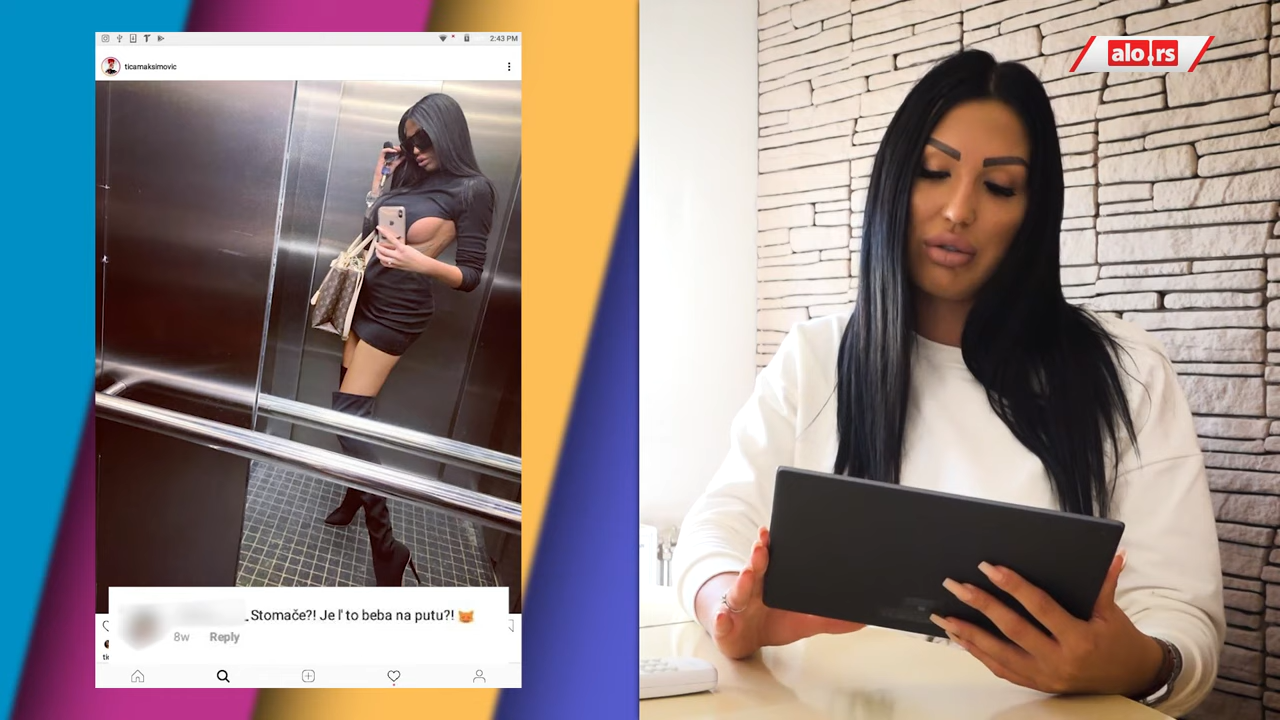 2:43 PM
ticamaksimovic
alo.rs
Stomače?! Je l' to beba na putu?!
8w Reply